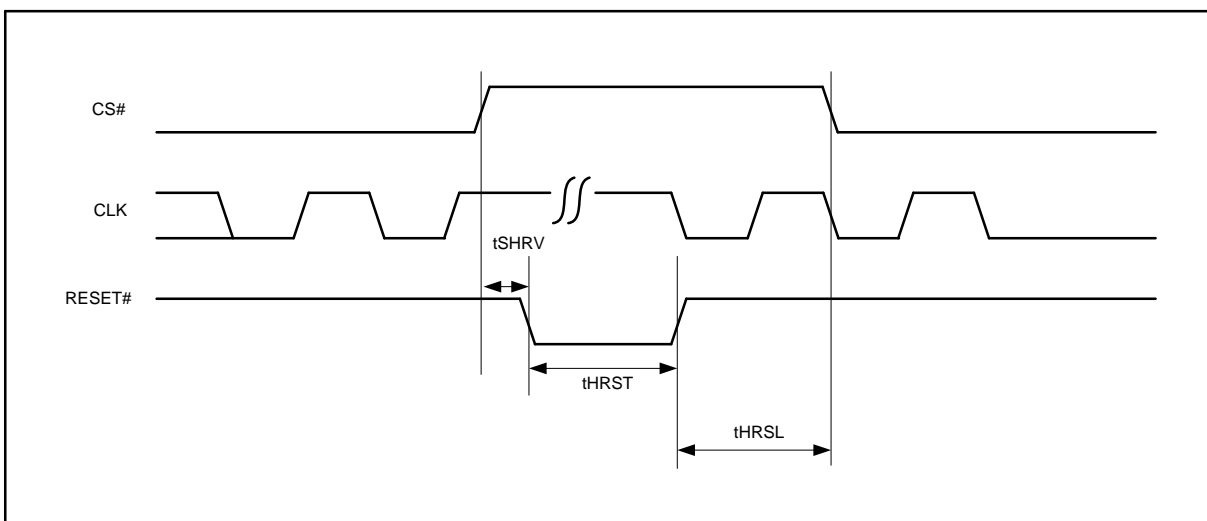 CS#
CLK
tSHRV
RESET#
tHRST
tHRSL